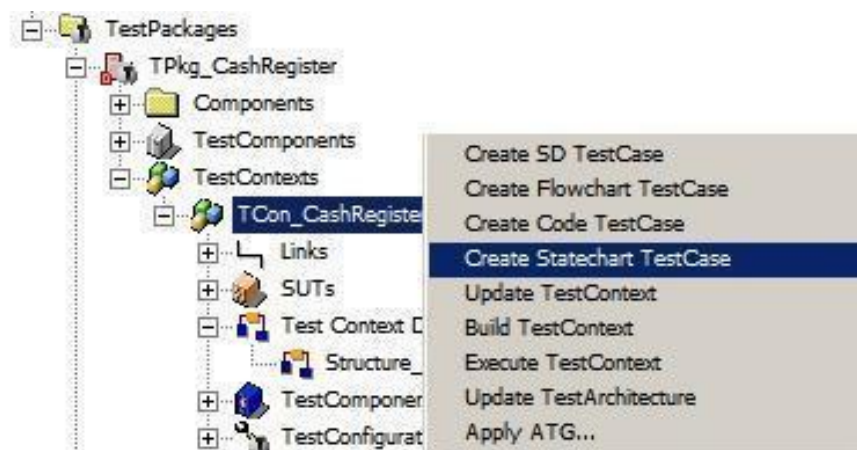 TestPackages
TPkg_CashRegister
Components
TestComponents
TestContexts
TCon_CashRegiste
Links
SUTs
Test Context D
Structure_
TestComponer
TestConfigurat
Create SD TestCase
Create Flowchart TestCase
Create Code TestCase
Create Statechart TestCase
Update TestContext
Build TestContext
Execute TestContext
Update TestArchitecture
Apply ATG...